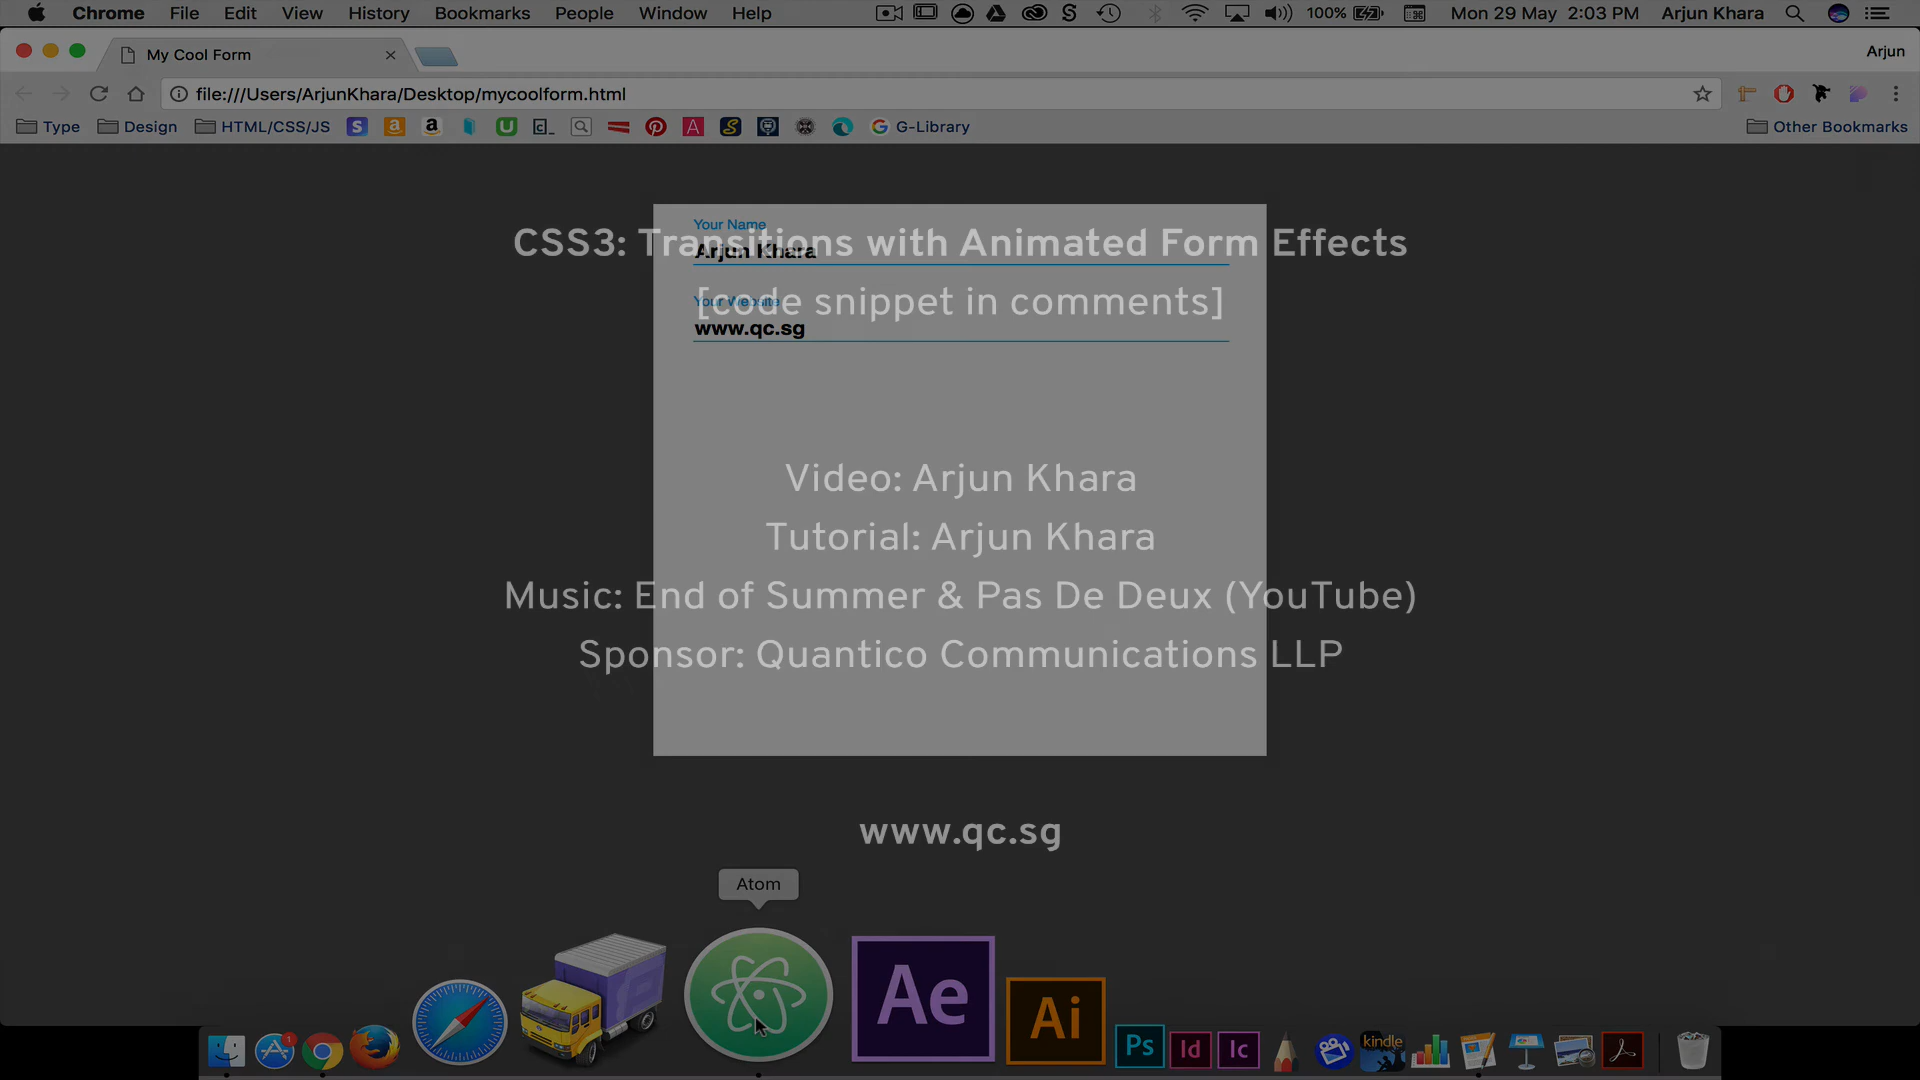 Chrome File Edit View History Bookmarks People Window Help 100% Mon 29 May 2:03 PM Arjun Khara
My Cool Form Arjun
file:///Users/ArjunKhara/Desktop/mycoolform.html
Type Design HTML/CSS/JS G-Library Other Bookmarks
Your Name
CSS3: Transitions with Animated Form Effects
Arjun Khara
Your Website
[code snippet in comments]
www.qc.sg
Video: Arjun Khara
Tutorial: Arjun Khara
Music: End of Summer & Pas De Deux (YouTube)
Sponsor: Quantico Communications LLP
www.qc.sg
Atom
Ae
Ai
Ps Id Ic kindle
1